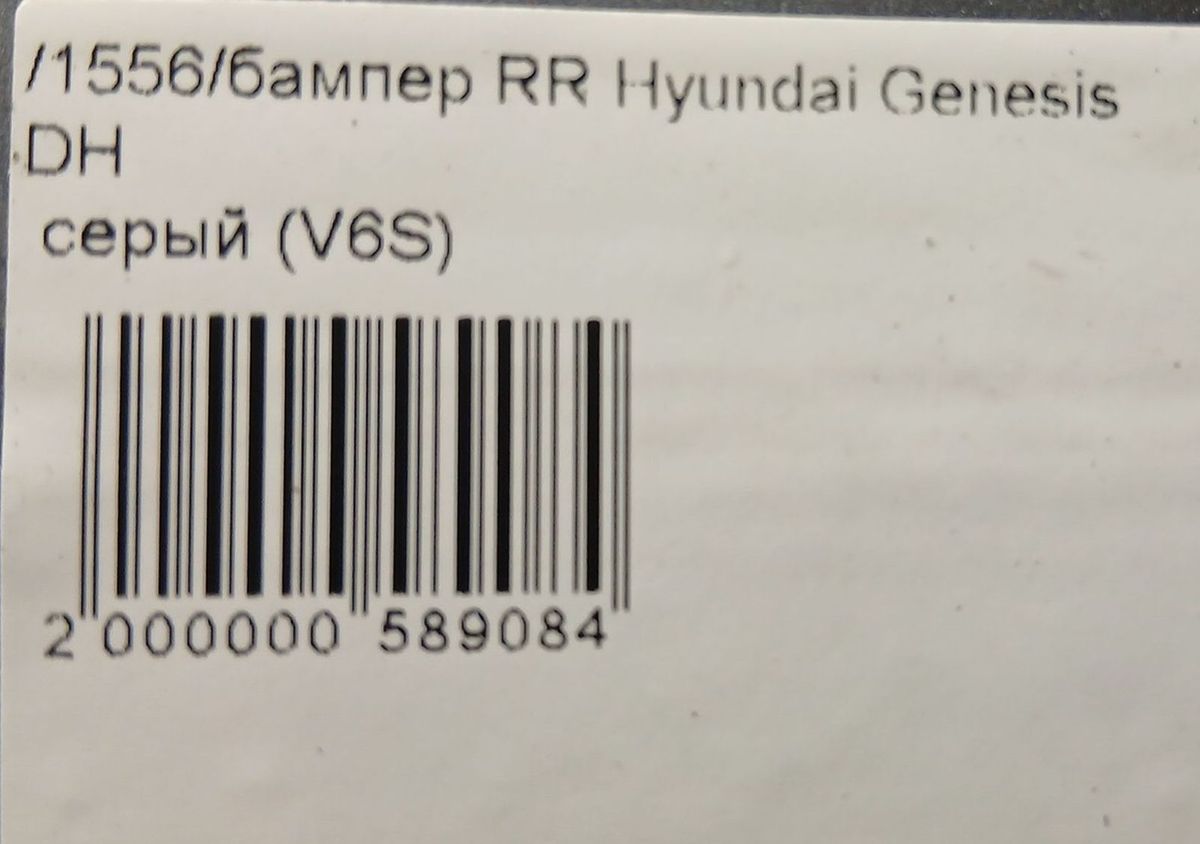 /1556/бампер RR Hyundai Genesis
DH
серый (V6S)
2 000000 589084